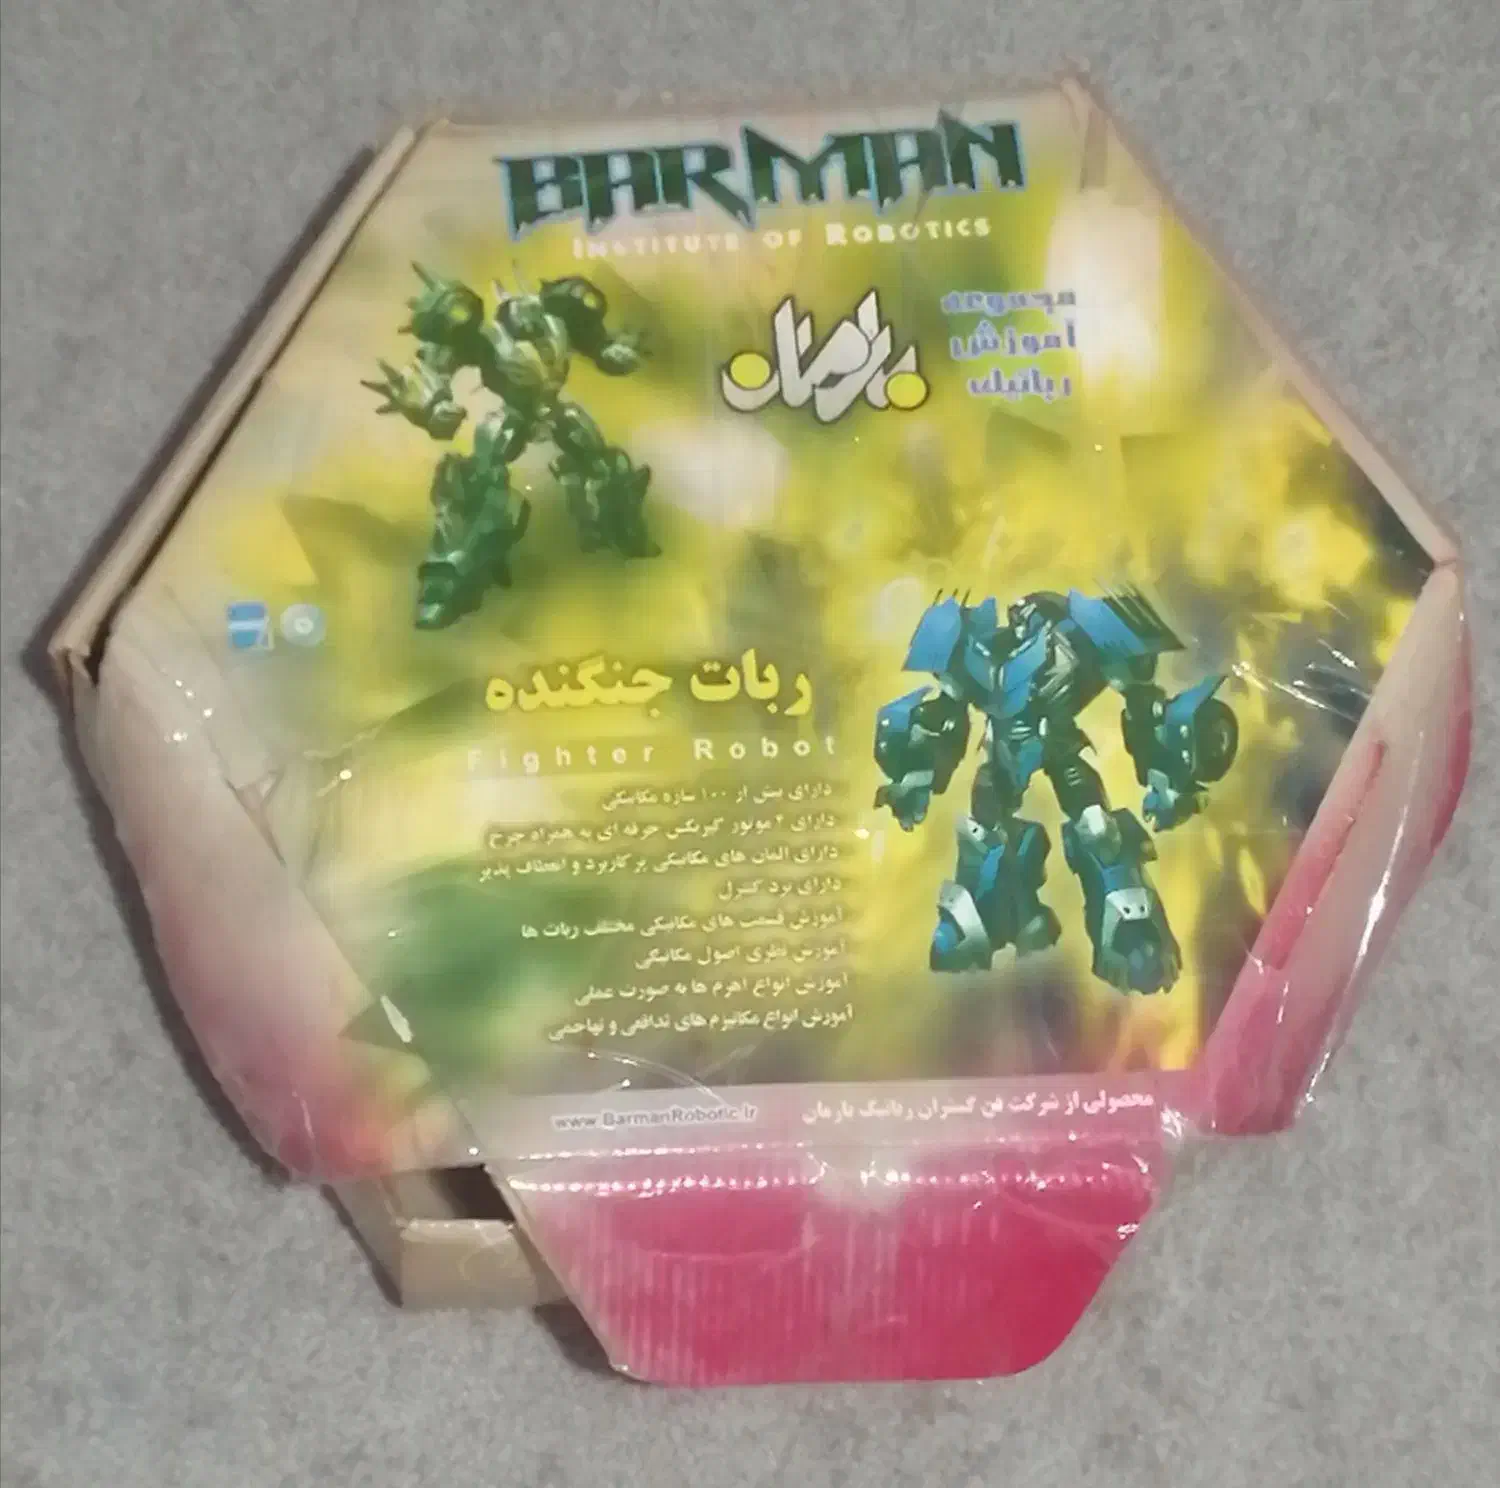 BARMAN
INSTITUTE OF ROBOTICS
مجموعه
آموزش
رباتیک
بارمان
ربات جنگنده
Fighter Robot
دارای بیش از ۱۰۰ سازه مکانیکی
دارای ۲ موتور گیربکس حرفه ای به همراه چرخ
دارای المان های مکانیکی پر کاربرد و انعطاف پذیر
دارای برد کنترل
آموزش قسمت های مکانیکی مختلف ربات ها
آموزش نظری اصول مکانیکی
آموزش انواع اهرم ها به صورت عملی
آموزش انواع مکانیزم های تدافعی و تهاجمی
محصولی از شرکت فن گستران رباتیک بارمان
www.BarmanRobotic.ir